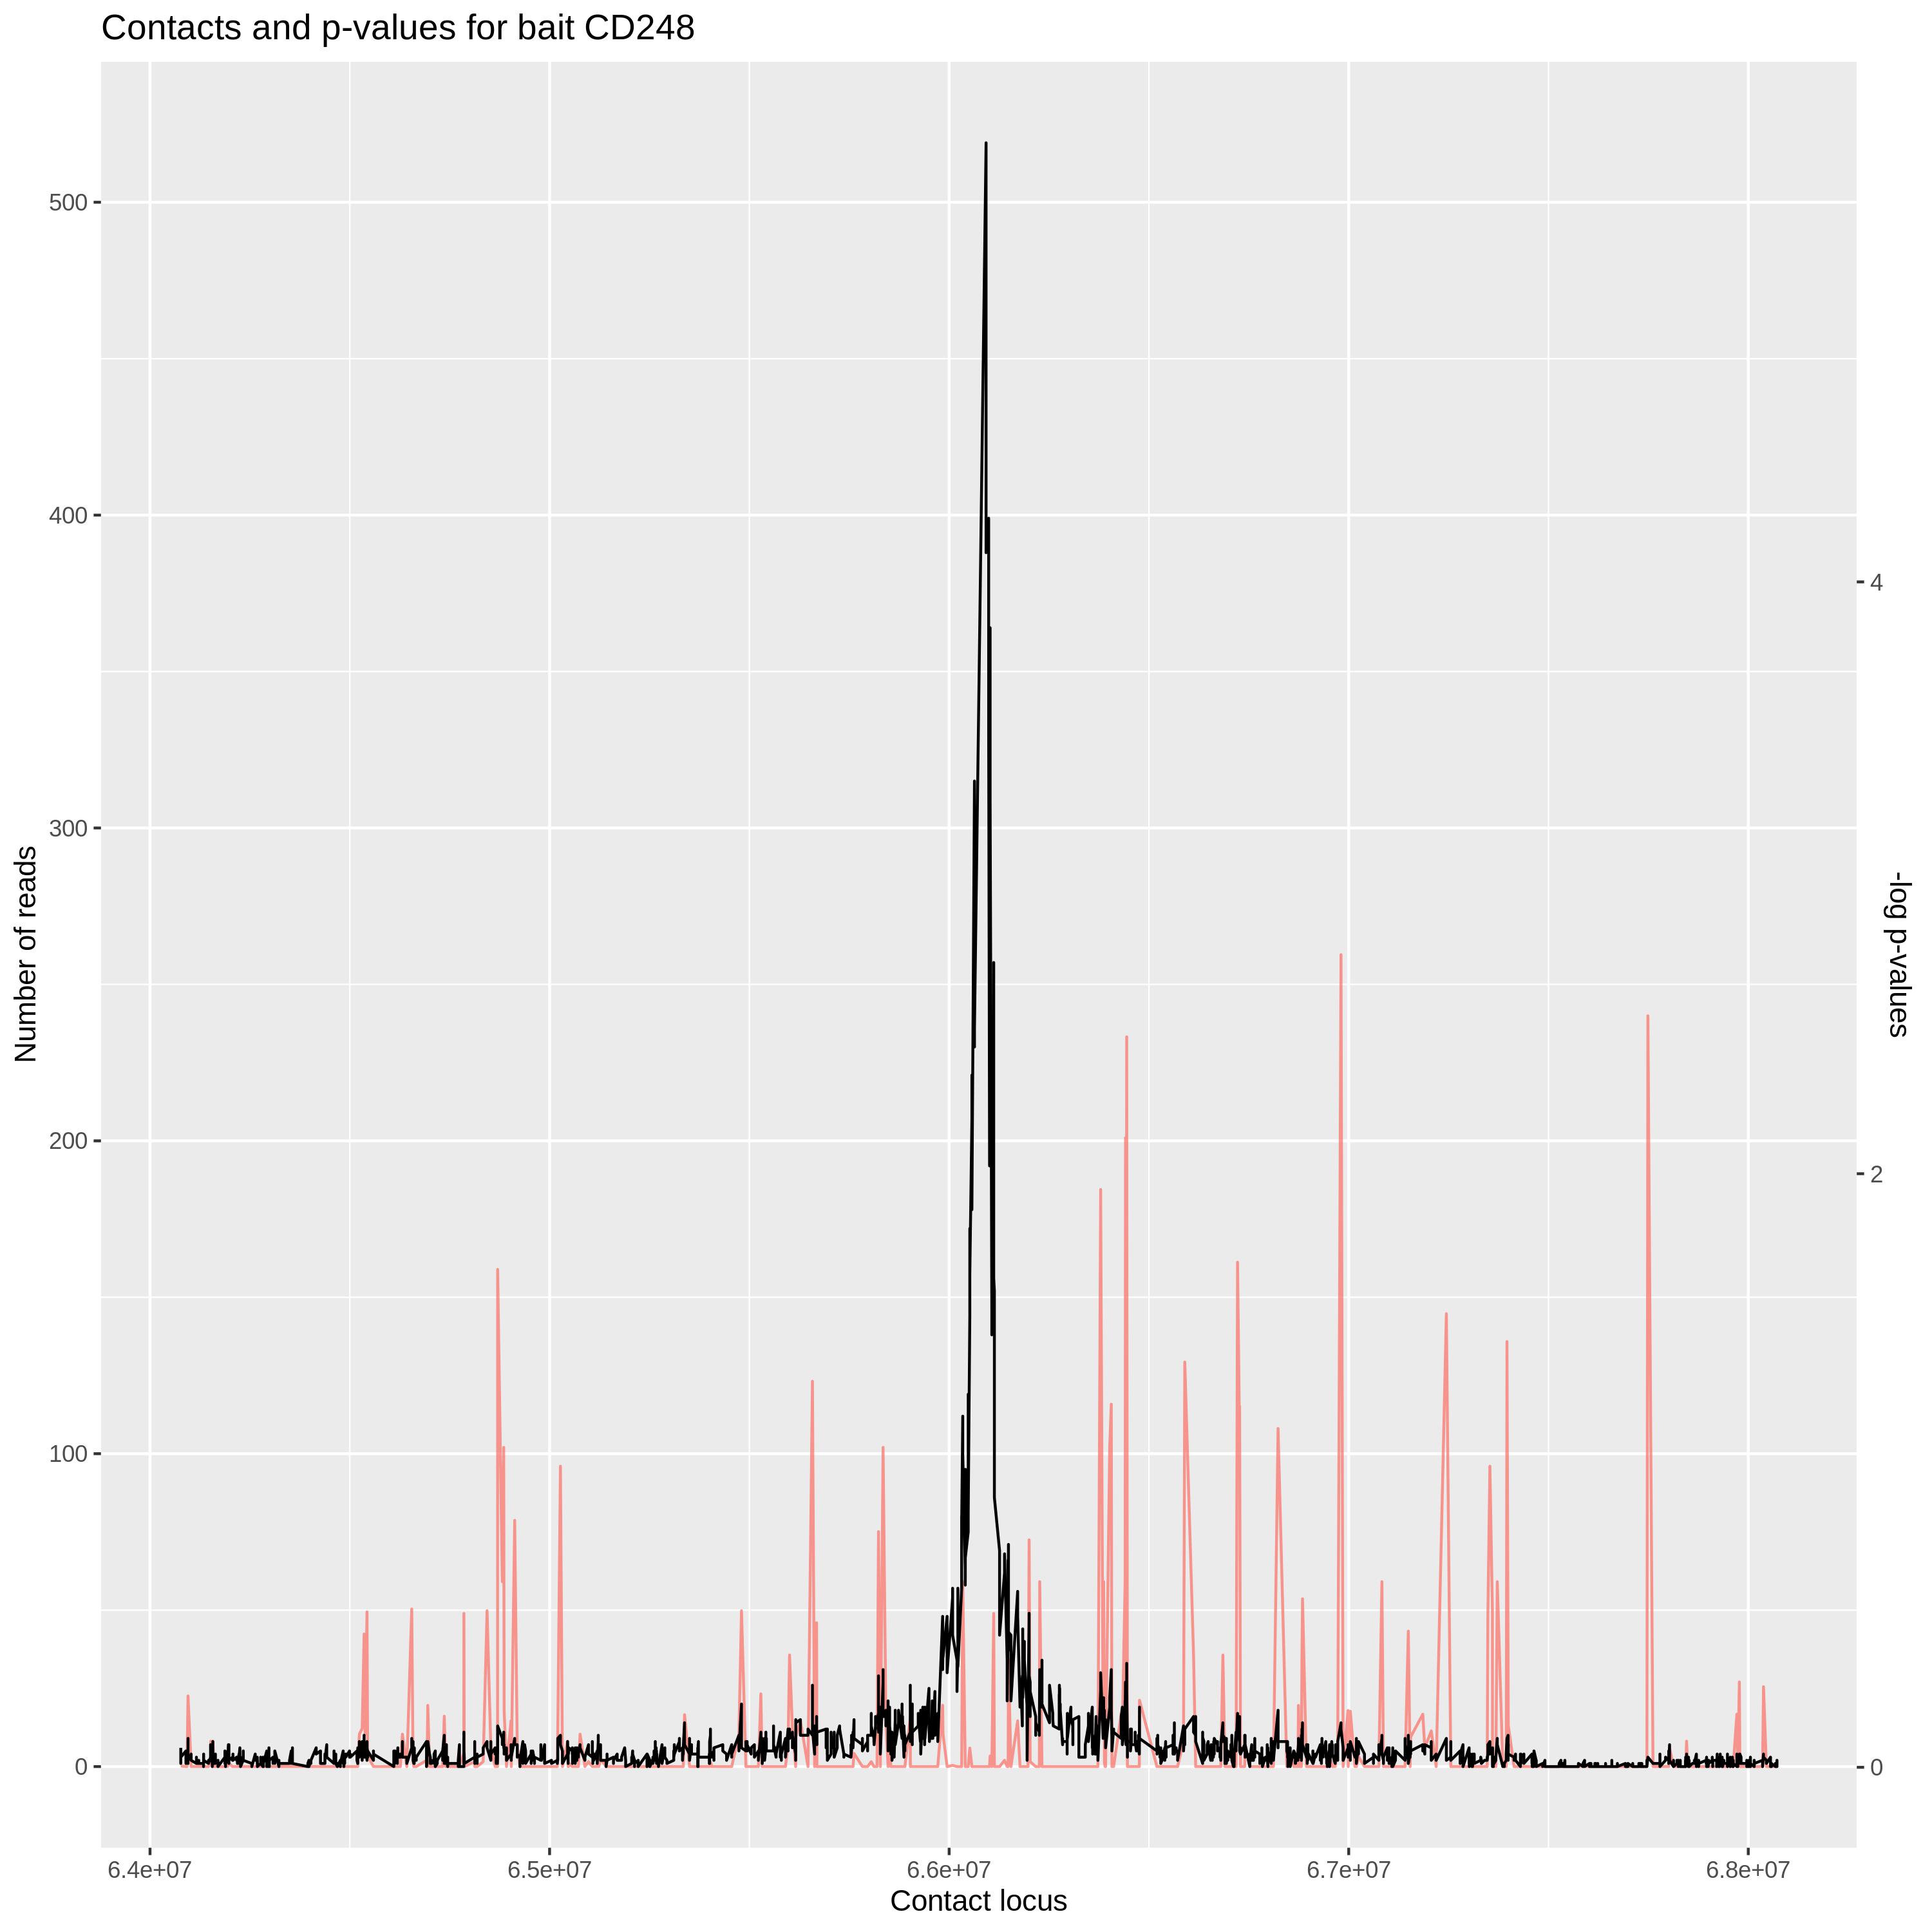 Contacts and p-values for bait CD248
Number of reads
500
400
300
200
100
0
4
2
0
-log p-values
6.4e+07
6.5e+07
6.6e+07
6.7e+07
6.8e+07
Contact locus